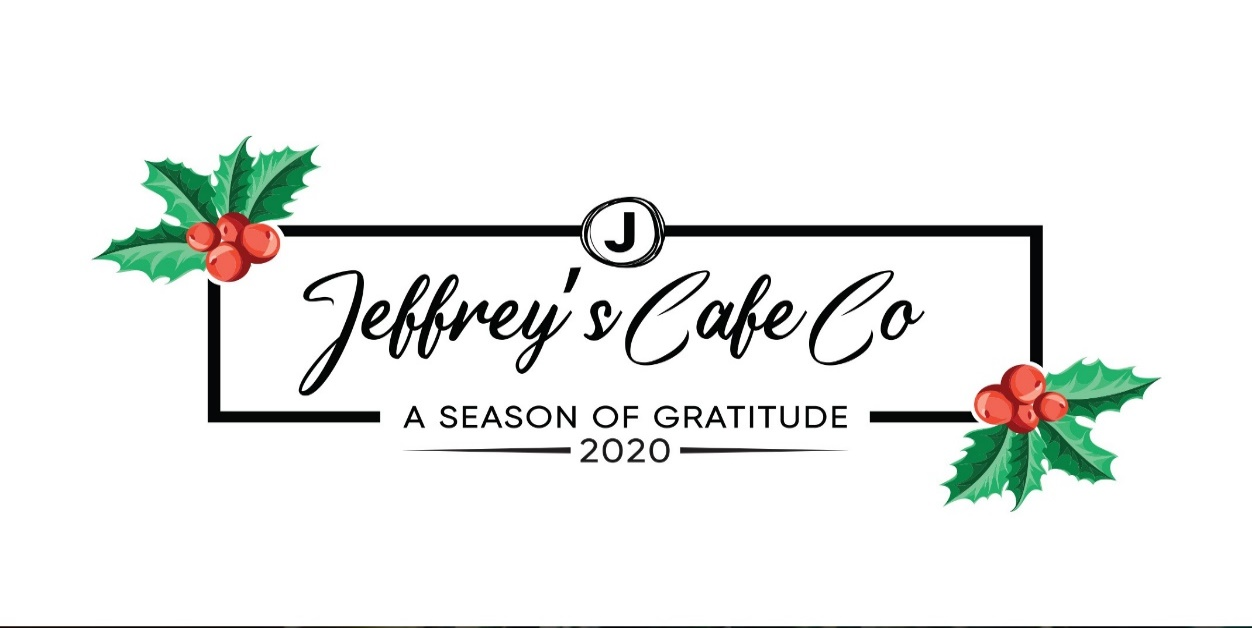 J
Jeffrey's Cafe Co
A SEASON OF GRATITUDE
2020